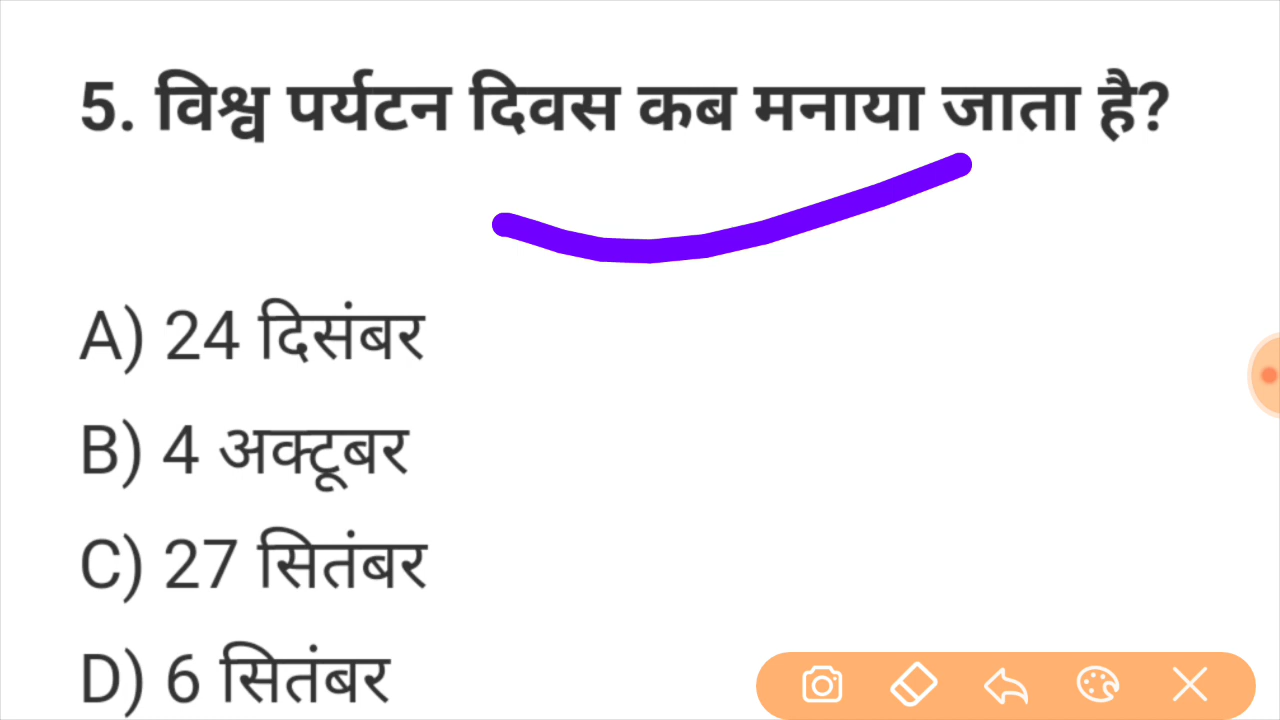 5. विश्व पर्यटन दिवस कब मनाया जाता है?
A) 24 दिसंबर
B) 4 अक्टूबर
C) 27 सितंबर
D) 6 सितंबर